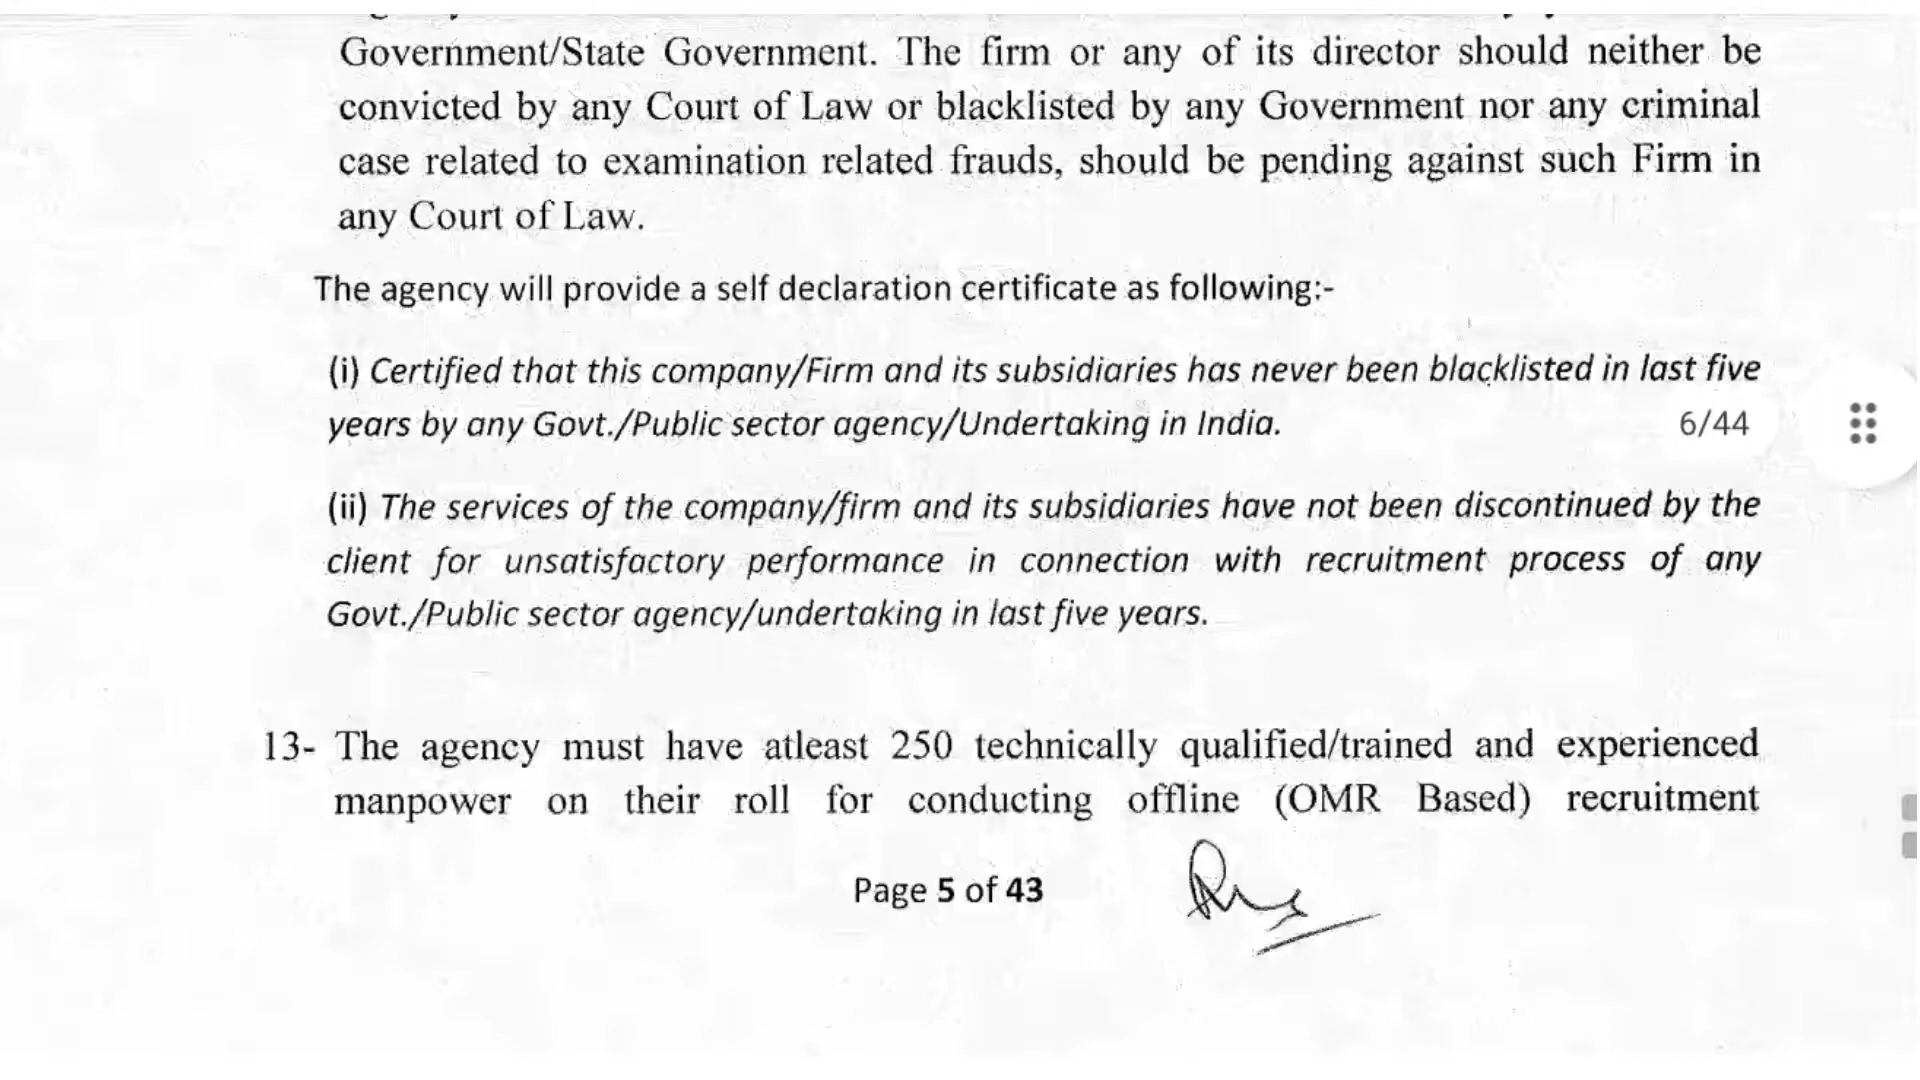 Government/State Government. The firm or any of its director should neither be
convicted by any Court of Law or blacklisted by any Government nor any criminal
case related to examination related frauds, should be pending against such Firm in
any Court of Law.
The agency will provide a self declaration certificate as following:-
(i) Certified that this company/Firm and its subsidiaries has never been blacklisted in last five
years by any Govt./Public sector agency/Undertaking in India.
6/44
(ii) The services of the company/firm and its subsidiaries have not been discontinued by the
client for unsatisfactory performance in connection with recruitment process of any
Govt./Public sector agency/undertaking in last five years.
13- The agency must have atleast 250 technically qualified/trained and experienced
manpower on their roll for conducting offline (OMR Based) recruitment
Page 5 of 43